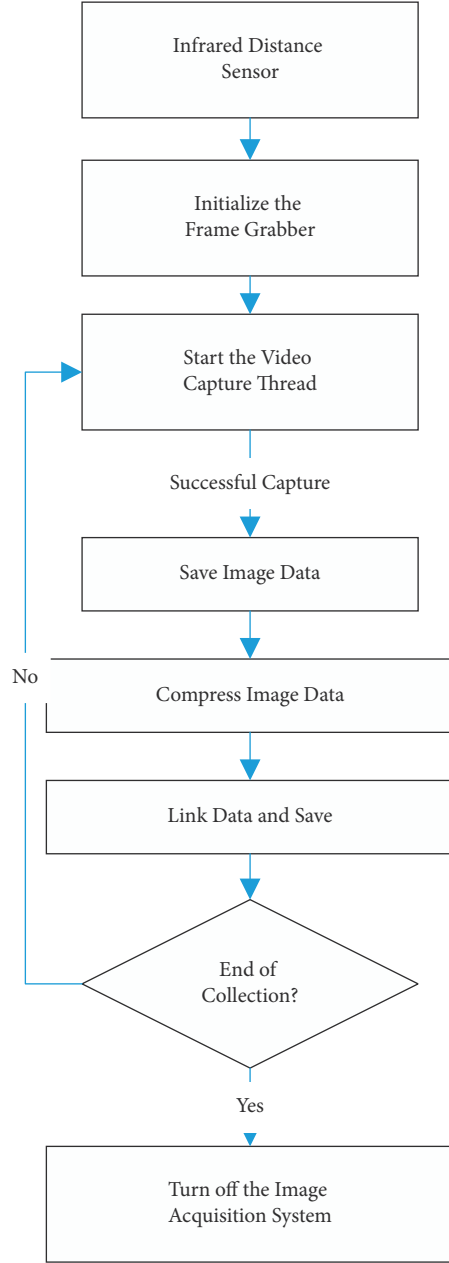 Infrared Distance
Sensor
Initialize the
Frame Grabber
Start the Video
Capture Thread
Successful Capture
Save Image Data
No
Compress Image Data
Link Data and Save
End of
Collection?
Yes
Turn off the Image
Acquisition System